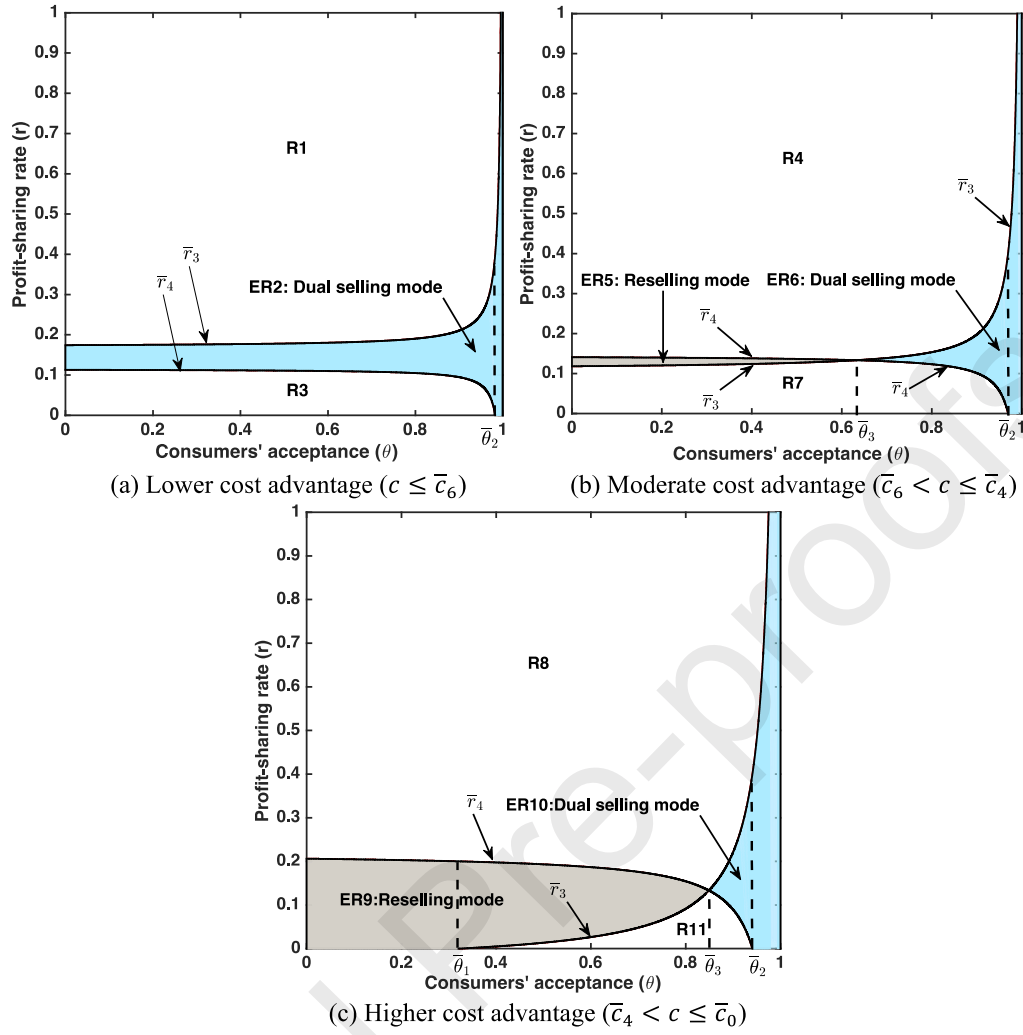 1
0.9
0.8
0.7
0.6
0.5
0.4
0.3
0.2
0.1
0
Profit-sharing rate (r)
R1
r̅₃
r̅₄
ER2: Dual selling mode
R3
0 0.2 0.4 0.6 0.8 1
θ̅₂
Consumers' acceptance (θ)
(a) Lower cost advantage (c ≤ c̅₆)
1
0.9
0.8
0.7
0.6
0.5
0.4
0.3
0.2
0.1
0
Profit-sharing rate (r)
R4
r̅₃
ER5: Reselling mode
ER6: Dual selling mode
r̅₄
R7
r̅₃
r̅₄
0 0.2 0.4 0.6 0.8 1
θ̅₃ θ̅₂
Consumers' acceptance (θ)
(b) Moderate cost advantage (c̅₆ < c ≤ c̅₄)
1
0.9
0.8
0.7
0.6
0.5
0.4
0.3
0.2
0.1
0
Profit-sharing rate (r)
R8
ER10:Dual selling mode
r̅₄
ER9:Reselling mode
r̅₃
R11
0 0.2 0.4 0.6 0.8 1
θ̅₁ θ̅₃ θ̅₂
Consumers' acceptance (θ)
(c) Higher cost advantage (c̅₄ < c ≤ c̅₀)
Pre-proofs